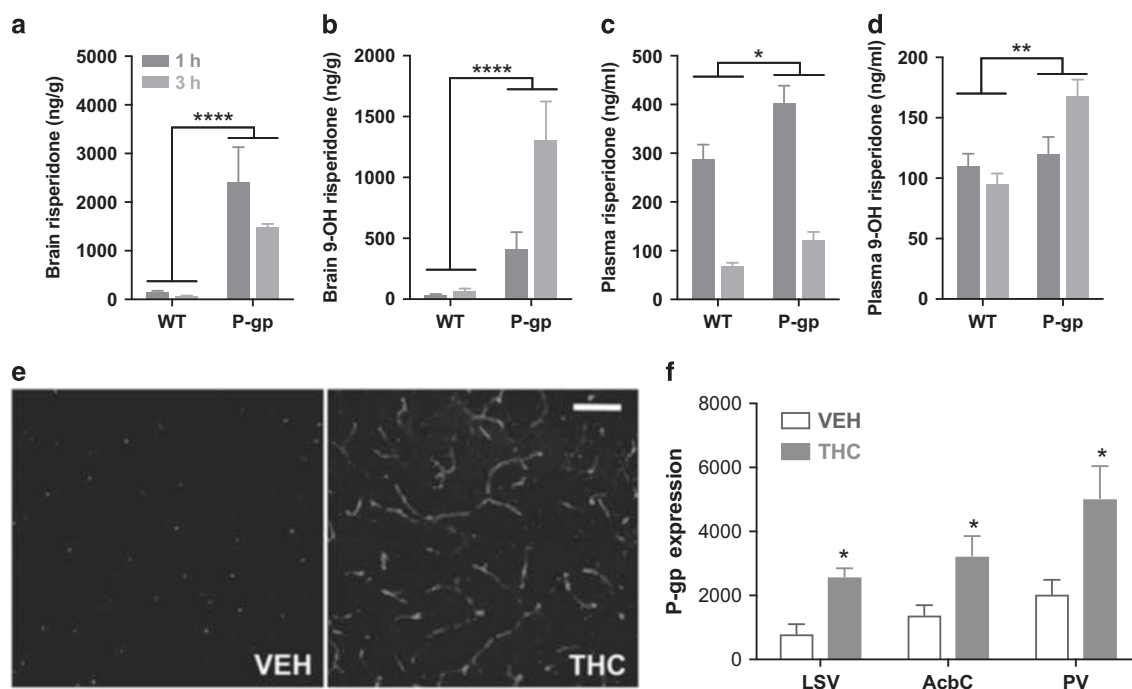 a
Brain risperidone (ng/g)
5000
4000
3000
2000
1000
0
1 h
3 h
****
WT
P-gp
b
Brain 9-OH risperidone (ng/g)
2000
1500
1000
500
0
****
WT
P-gp
c
Plasma risperidone (ng/ml)
500
400
300
200
100
0
*
WT
P-gp
d
Plasma 9-OH risperidone (ng/ml)
200
150
100
50
0
**
WT
P-gp
e
VEH
THC
f
P-gp expression
8000
6000
4000
2000
0
VEH
THC
*
*
*
LSV
AcbC
PV